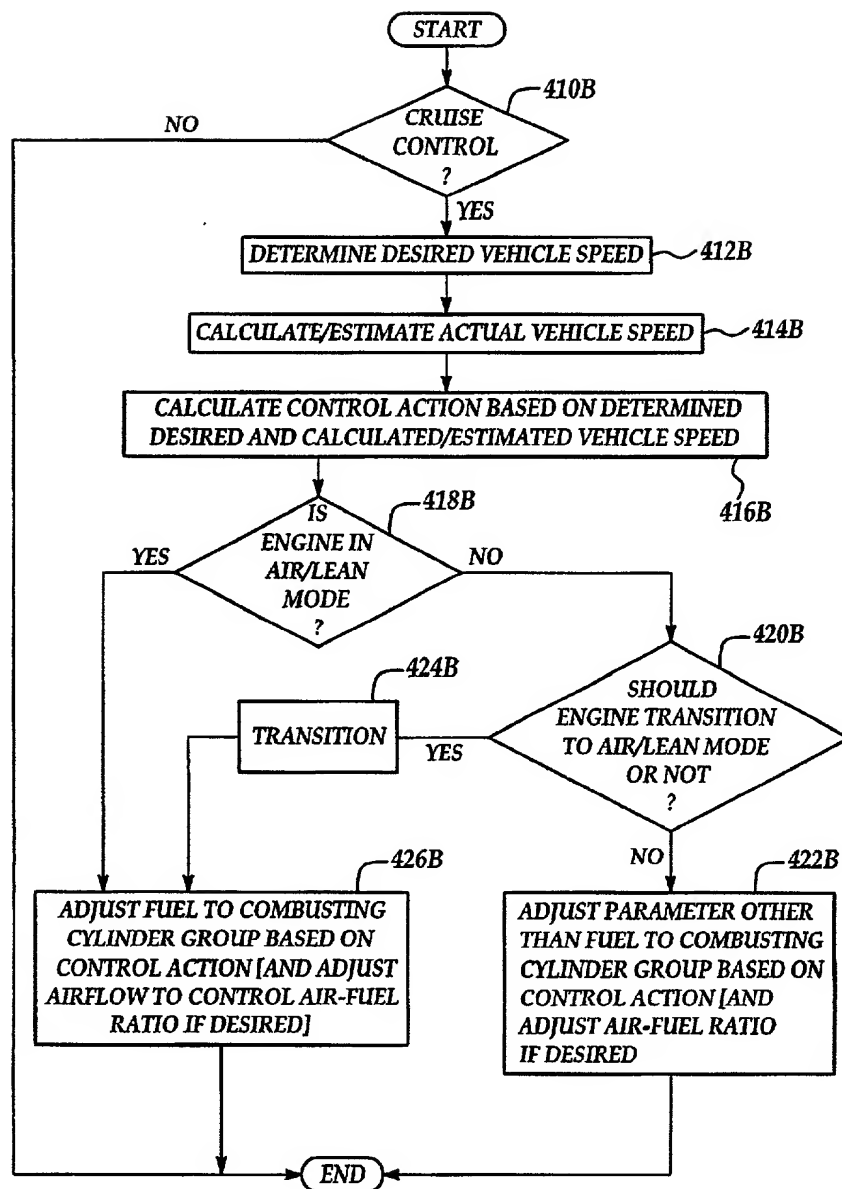 START
410B
CRUISE
CONTROL
?
NO
YES
DETERMINE DESIRED VEHICLE SPEED
412B
CALCULATE/ESTIMATE ACTUAL VEHICLE SPEED
414B
CALCULATE CONTROL ACTION BASED ON DETERMINED
DESIRED AND CALCULATED/ESTIMATED VEHICLE SPEED
416B
418B
IS
ENGINE IN
AIR/LEAN
MODE
?
YES
NO
420B
SHOULD
ENGINE TRANSITION
TO AIR/LEAN MODE
OR NOT
?
424B
TRANSITION
YES
NO
426B
ADJUST FUEL TO COMBUSTING
CYLINDER GROUP BASED ON
CONTROL ACTION [AND ADJUST
AIRFLOW TO CONTROL AIR-FUEL
RATIO IF DESIRED]
422B
ADJUST PARAMETER OTHER
THAN FUEL TO COMBUSTING
CYLINDER GROUP BASED ON
CONTROL ACTION [AND
ADJUST AIR-FUEL RATIO
IF DESIRED
END